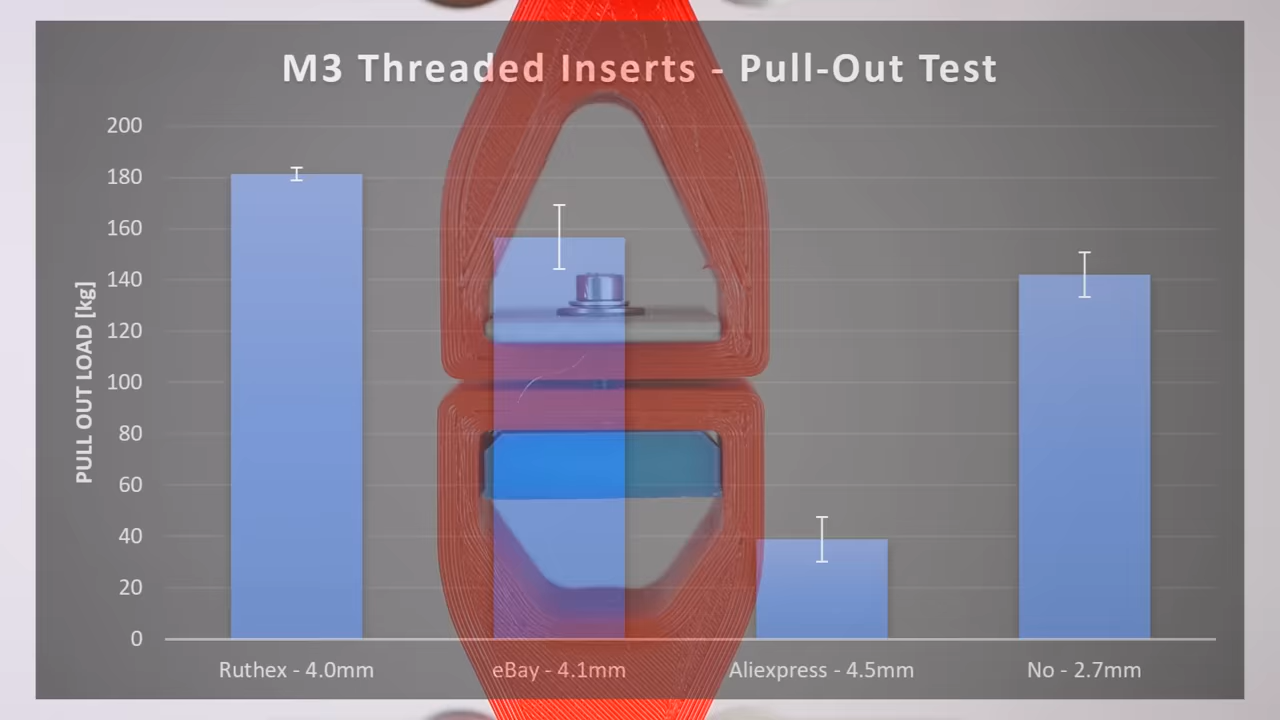 M3 Threaded Inserts - Pull-Out Test
PULL OUT LOAD [kg]
200
180
160
140
120
100
80
60
40
20
0
Ruthex - 4.0mm
eBay - 4.1mm
Aliexpress - 4.5mm
No - 2.7mm